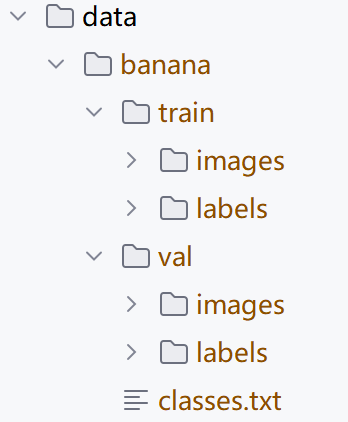 data
banana
train
images
labels
val
images
labels
classes.txt